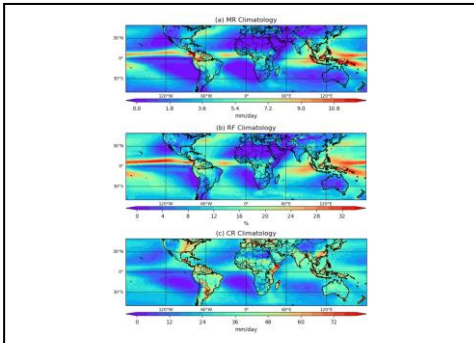 (a) MR Climatology
30°N
0°
30°S
120°W 60°W 0° 60°E 120°E
0.0 1.8 3.6 5.4 7.2 9.0 10.8
mm/day
(b) RF Climatology
30°N
0°
30°S
120°W 60°W 0° 60°E 120°E
0 4 8 12 16 20 24 28 32
%
(c) CR Climatology
30°N
0°
30°S
120°W 60°W 0° 60°E 120°E
0 12 24 36 48 60 72
mm/day